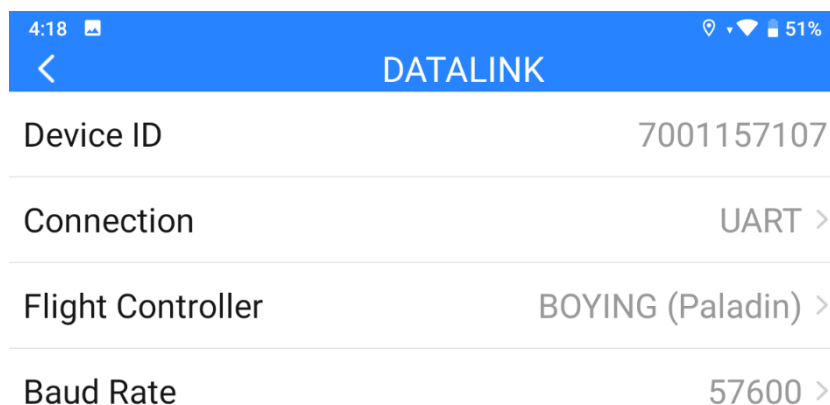 4:18 51%
DATALINK
Device ID 7001157107
Connection UART
Flight Controller BOYING (Paladin)
Baud Rate 57600